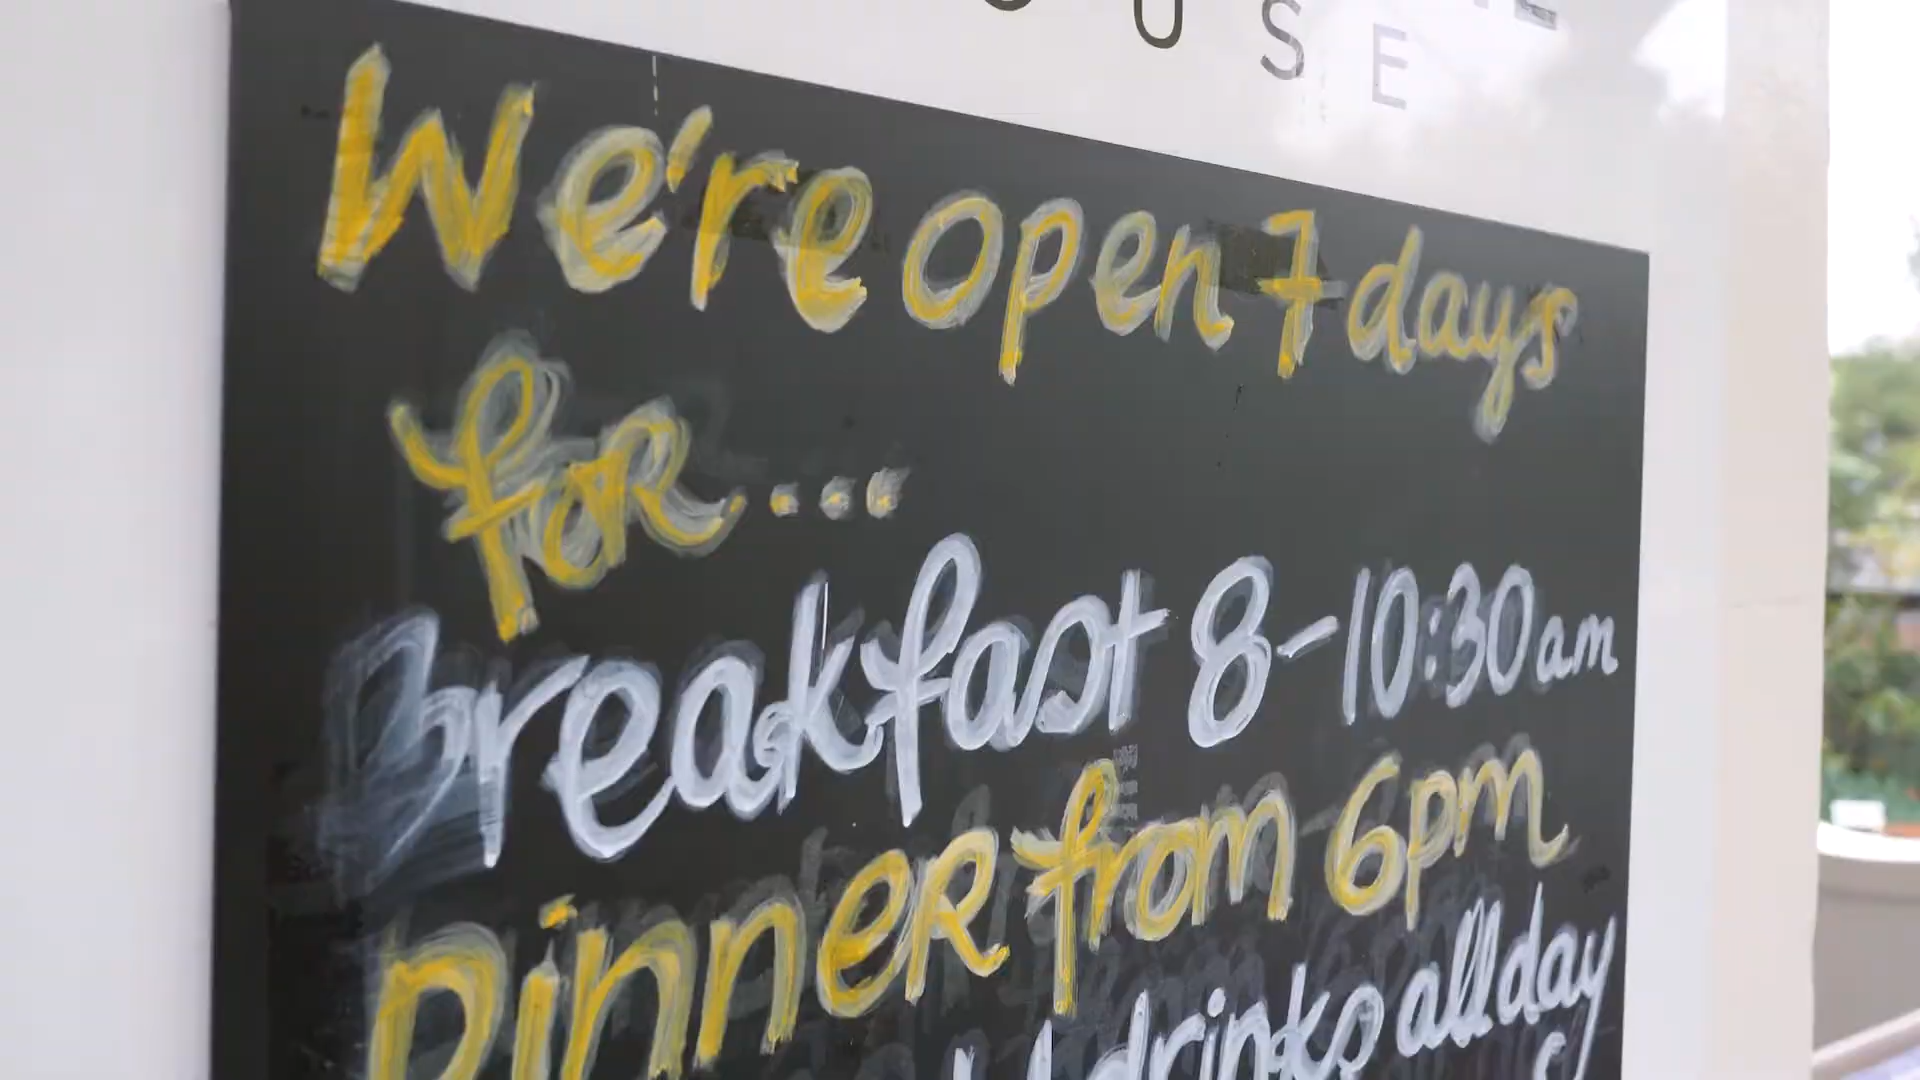 USE
We're open 7 days
for....
Breakfast 8-10:30am
Dinner from 6pm
drinks all day